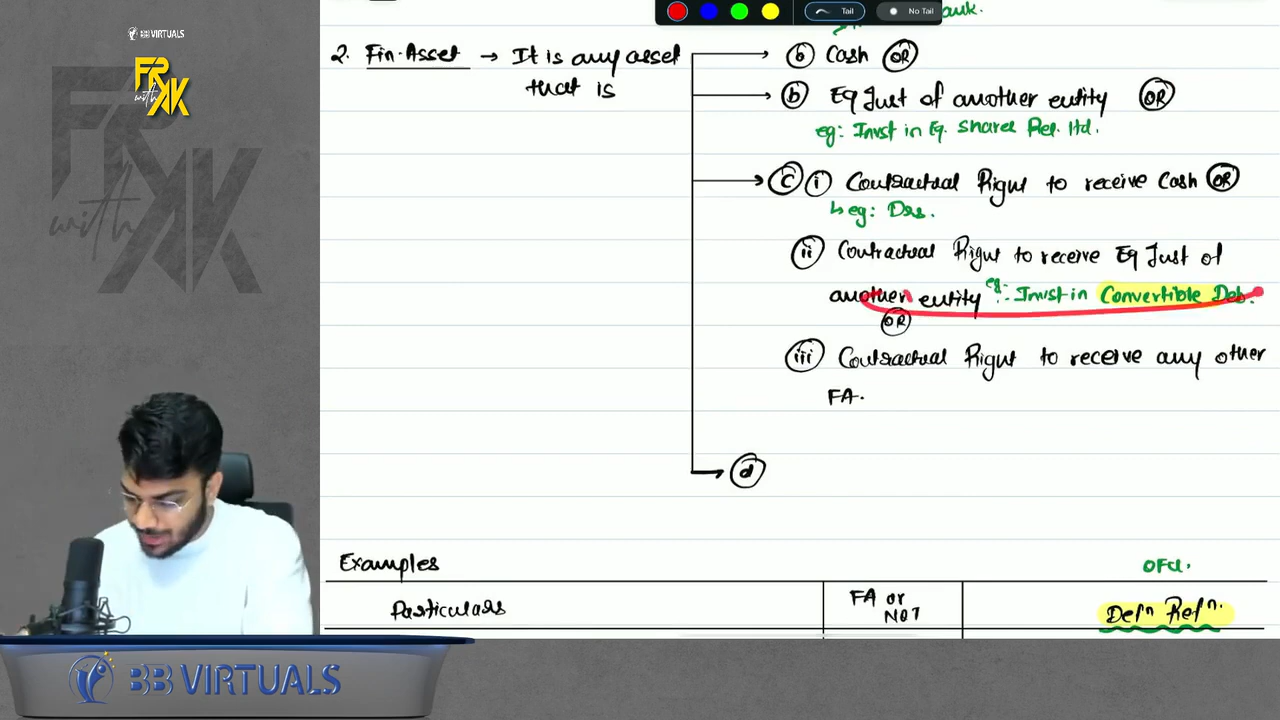 Tail
No Tail
BB VIRTUALS
FR
with
AK
2. Fin. Asset → It is any asset
that is
(b) Cash (OR)
(b) Eq Inst of another entity (OR)
eg: Invst in Eq. Shares Rel. ltd.
(C) (i) Contractual Right to receive Cash (OR)
↳ eg: Drs.
(ii) Contractual Right to receive Eq Inst of
another entity eg: Invst in Convertible Deb.
(OR)
(iii) Contractual Right to receive any other
FA.
(d)
Examples
Particulars
FA or
NOT
Defn Refn.
BB VIRTUALS